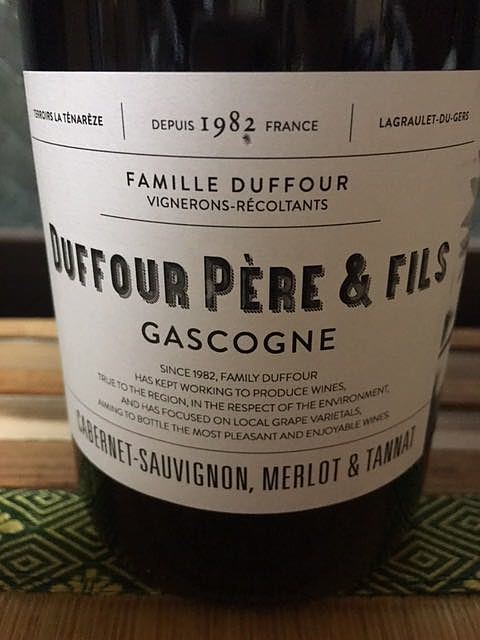 TERROIRS LA TÉNARÈZE
DEPUIS 1982 FRANCE
LAGRAULET-DU-GERS
FAMILLE DUFFOUR
VIGNERONS-RÉCOLTANTS
DUFFOUR PÈRE & FILS
GASCOGNE
SINCE 1982, FAMILY DUFFOUR
HAS KEPT WORKING TO PRODUCE WINES,
TRUE TO THE REGION, IN THE RESPECT OF THE ENVIRONMENT,
AND HAS FOCUSED ON LOCAL GRAPE VARIETALS,
AIMING TO BOTTLE THE MOST PLEASANT AND ENJOYABLE WINES.
CABERNET-SAUVIGNON, MERLOT & TANNAT